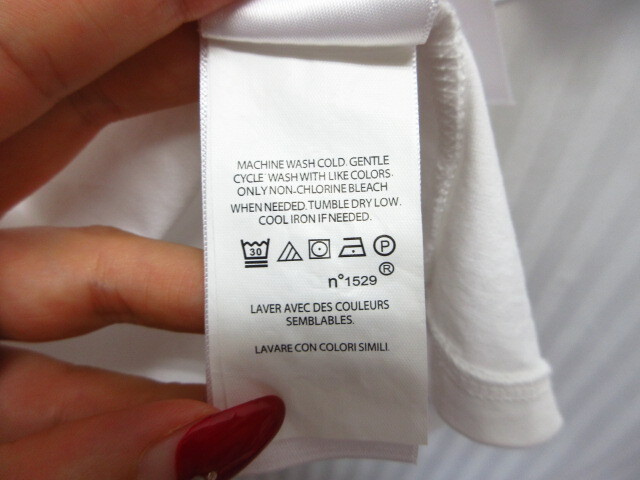 MACHINE WASH COLD. GENTLE
CYCLE WASH WITH LIKE COLORS.
ONLY NON-CHLORINE BLEACH
WHEN NEEDED. TUMBLE DRY LOW.
COOL IRON IF NEEDED.
30 P
n°1529 ®
LAVER AVEC DES COULEURS
SEMBLABLES.
LAVARE CON COLORI SIMILI.